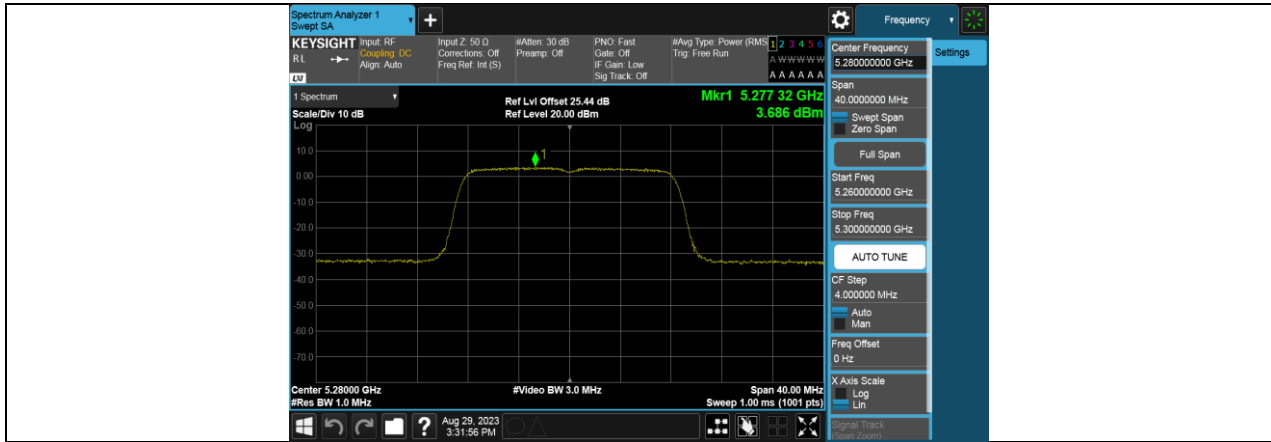 Spectrum Analyzer 1
Swept SA
+
Frequency
KEYSIGHT
RL
LXI
Input: RF
Coupling: DC
Align: Auto
Input Z: 50 Ω
Corrections: Off
Freq Ref: Int (S)
#Atten: 30 dB
Preamp: Off
PNO: Fast
Gate: Off
IF Gain: Low
Sig Track: Off
#Avg Type: Power (RMS
Trig: Free Run
1 2 3 4 5 6
A W W W W W
A A A A A A
1 Spectrum
Scale/Div 10 dB
Ref Lvl Offset 25.44 dB
Ref Level 20.00 dBm
Mkr1 5.277 32 GHz
3.686 dBm
Log
10.0
0.00
-10.0
-20.0
-30.0
-40.0
-50.0
-60.0
-70.0
1
Center 5.28000 GHz
#Res BW 1.0 MHz
#Video BW 3.0 MHz
Span 40.00 MHz
Sweep 1.00 ms (1001 pts)
?
Aug 29, 2023
3:31:56 PM
Center Frequency
5.280000000 GHz
Settings
Span
40.0000000 MHz
Swept Span
Zero Span
Full Span
Start Freq
5.260000000 GHz
Stop Freq
5.300000000 GHz
AUTO TUNE
CF Step
4.000000 MHz
Auto
Man
Freq Offset
0 Hz
X Axis Scale
Log
Lin
Signal Track
(Span Zoom)